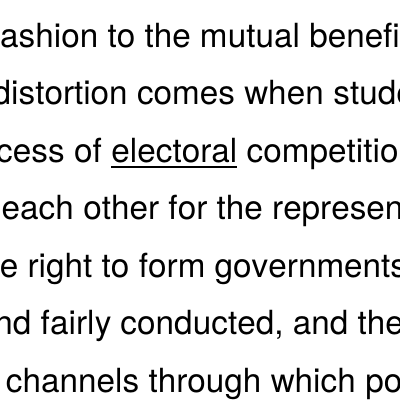 ashion to the mutual benefi
distortion comes when stud
cess of electoral competitio
each other for the represen
e right to form governments
nd fairly conducted, and the
channels through which po